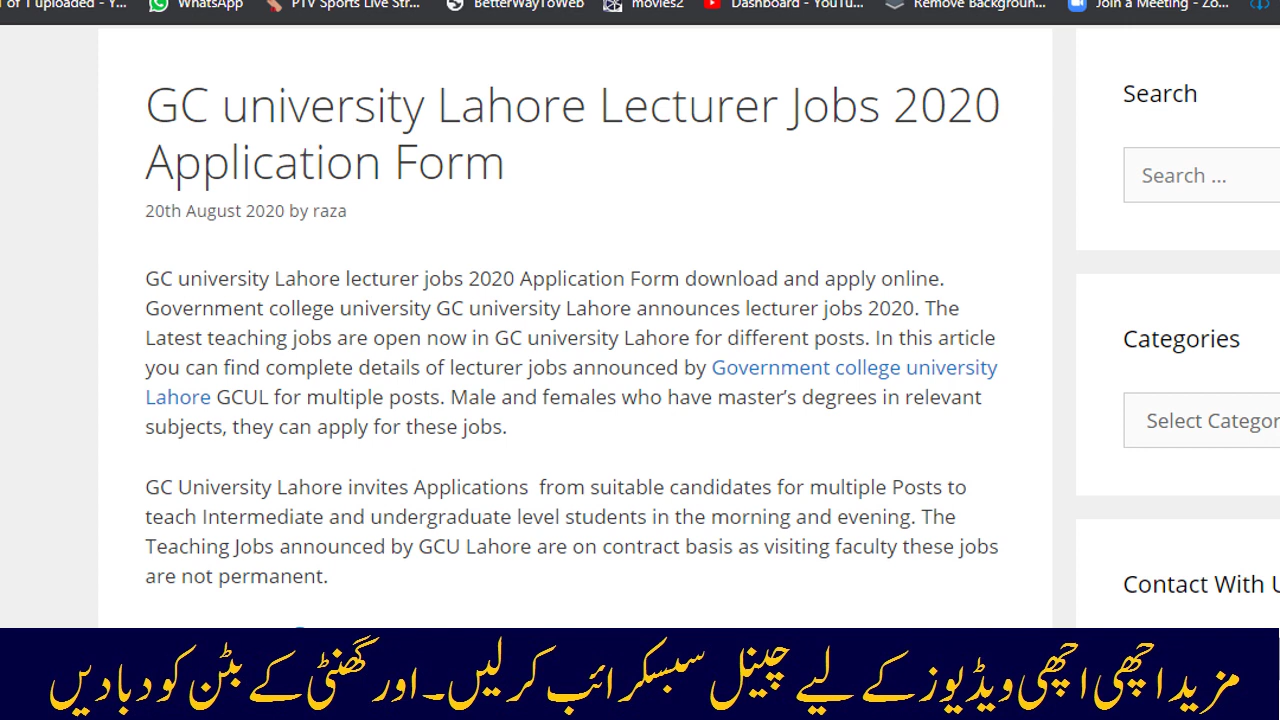 of 1 uploaded - Y...
WhatsApp
PTV Sports Live Str...
BetterWayToWeb
movies2
Dashboard - YouTu...
Remove Backgroun...
Join a Meeting - Zo...
GC university Lahore Lecturer Jobs 2020
Application Form
20th August 2020 by raza
GC university Lahore lecturer jobs 2020 Application Form download and apply online.
Government college university GC university Lahore announces lecturer jobs 2020. The
Latest teaching jobs are open now in GC university Lahore for different posts. In this article
you can find complete details of lecturer jobs announced by Government college university
Lahore GCUL for multiple posts. Male and females who have master’s degrees in relevant
subjects, they can apply for these jobs.
GC University Lahore invites Applications  from suitable candidates for multiple Posts to
teach Intermediate and undergraduate level students in the morning and evening. The
Teaching Jobs announced by GCU Lahore are on contract basis as visiting faculty these jobs
are not permanent.
Search
Search …
Categories
Select Categor
Contact With U
مزید اچھی اچھی ویڈیوز کے لیے چینل سبسکرائب کر لیں۔ اور گھنٹی کے بٹن کو دبا دیں